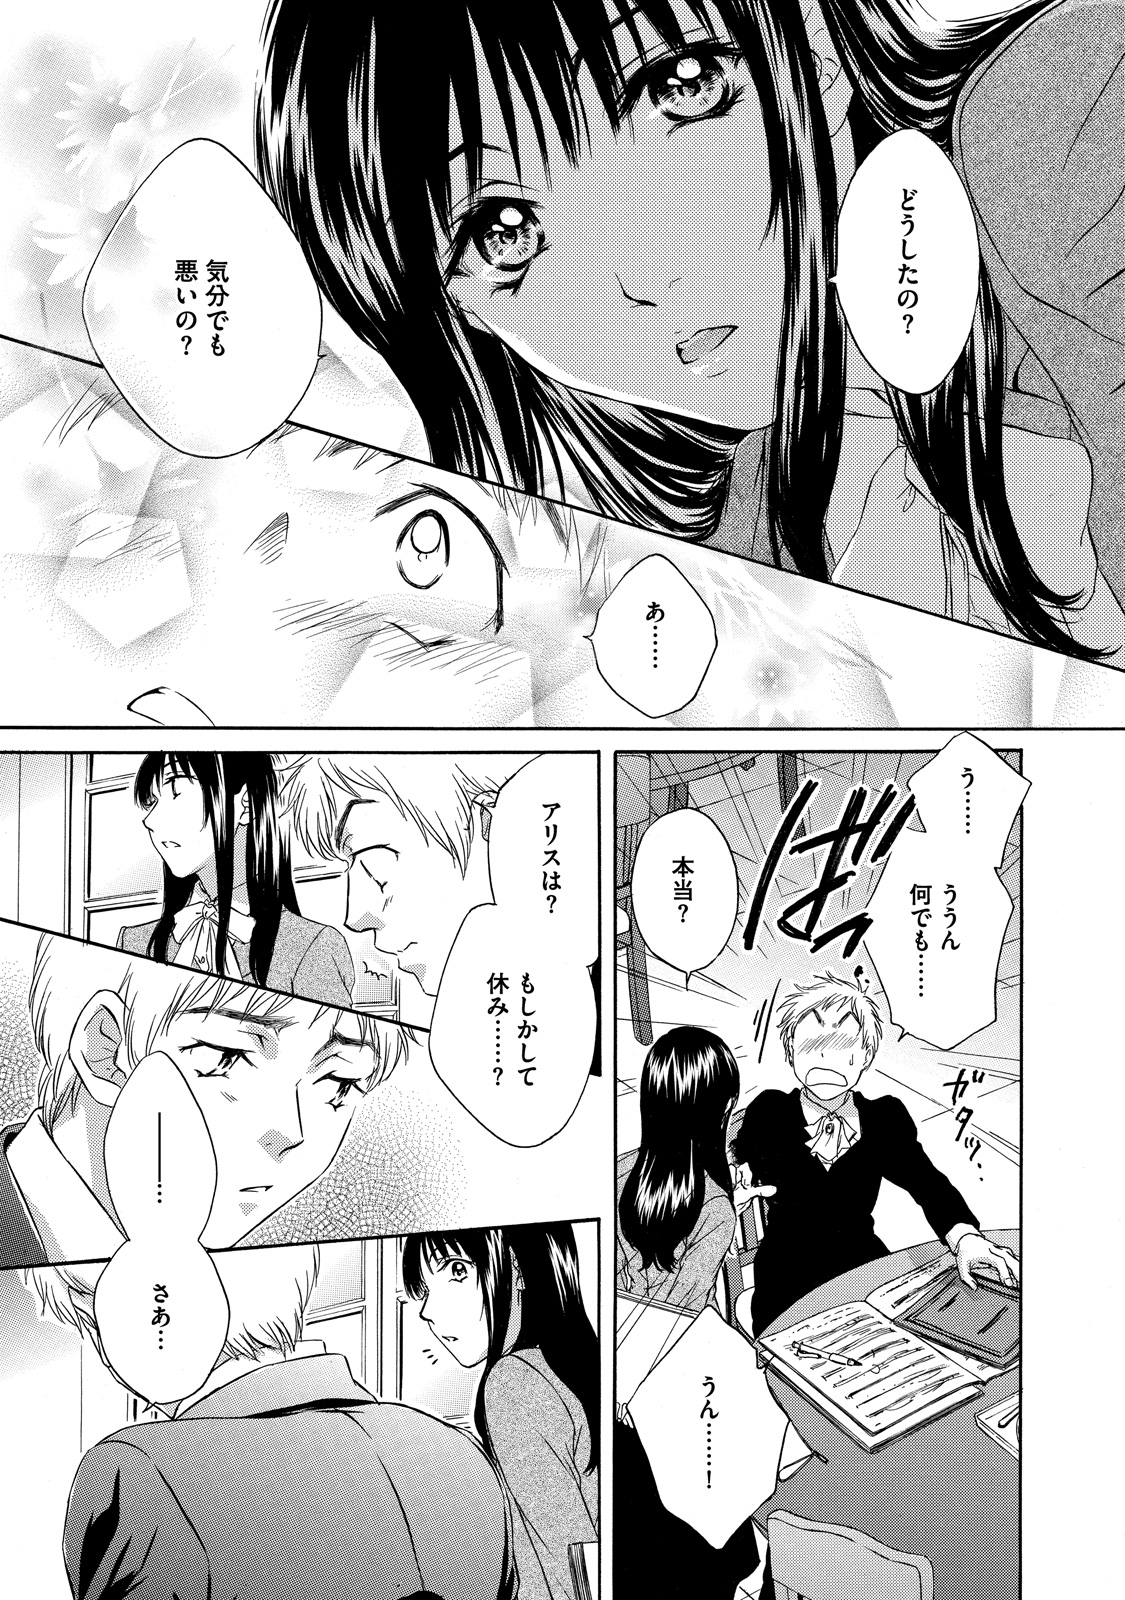 どうしたの？
気分でも
悪いの？
あ……
う……
ううん
何でも……
ばっ
本当？
ガタッ
うん………！
アリスは？
もしかして
休み……？
――…
さあ…